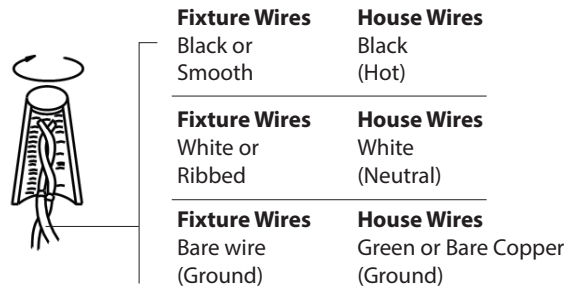 Fixture Wires House Wires
Black or Black
Smooth (Hot)
Fixture Wires House Wires
White or White
Ribbed (Neutral)
Fixture Wires House Wires
Bare wire Green or Bare Copper
(Ground) (Ground)